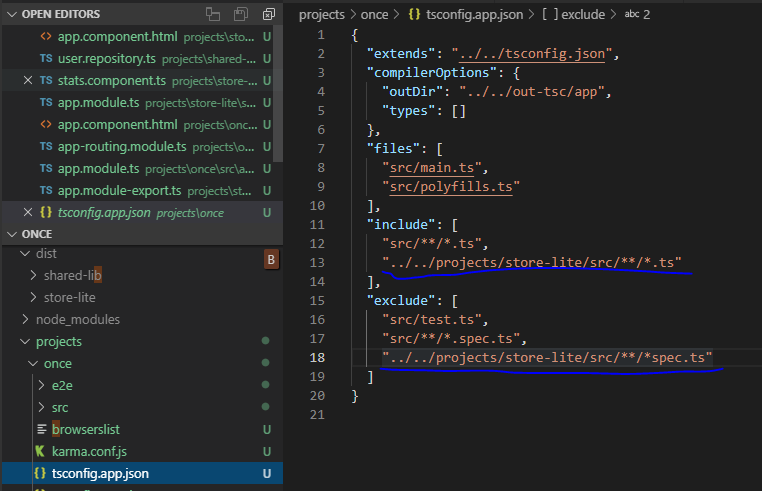 OPEN EDITORS
app.component.html projects\sto... U
TS user.repository.ts projects\shared-... U
TS stats.component.ts projects\store-... U
TS app.module.ts projects\store-lite\s... U
app.component.html projects\onc... U
TS app-routing.module.ts projects\o... U
TS app.module.ts projects\once\src\a... U
TS app.module-export.ts projects\st... U
{ } tsconfig.app.json projects\once U
ONCE
dist
B
shared-lib
store-lite
node_modules
projects
once
e2e
src
browserslist U
karma.conf.js U
{ } tsconfig.app.json U
projects > once > { } tsconfig.app.json > [ ] exclude > abc 2
1 {
2 "extends": "../../tsconfig.json",
3 "compilerOptions": {
4 "outDir": "../../out-tsc/app",
5 "types": []
6 },
7 "files": [
8 "src/main.ts",
9 "src/polyfills.ts"
10 ],
11 "include": [
12 "src/**/*.ts",
13 "../../projects/store-lite/src/**/*.ts"
14 ],
15 "exclude": [
16 "src/test.ts",
17 "src/**/*.spec.ts",
18 "../../projects/store-lite/src/**/*spec.ts"
19 ]
20 }
21